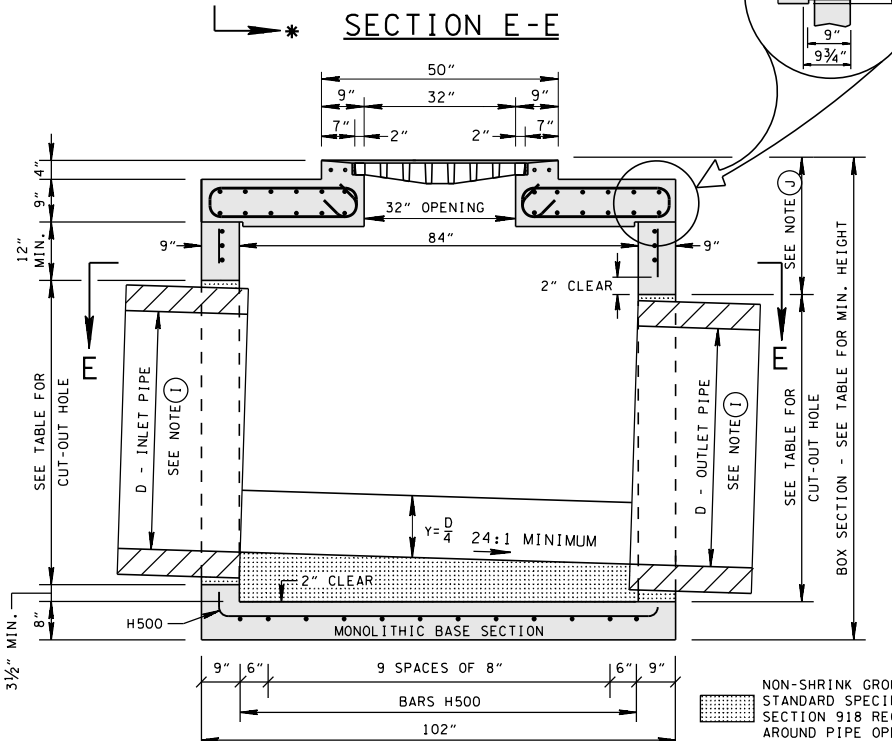 * SECTION E-E
9"
9¾"
50"
9" 32" 9"
7" 2" 2" 7"
4"
9"
12" MIN.
32" OPENING
9" 84" 9"
2" CLEAR
SEE NOTE J
E E
SEE TABLE FOR
CUT-OUT HOLE
D - INLET PIPE
SEE NOTE I
D - OUTLET PIPE
SEE NOTE I
SEE TABLE FOR
CUT-OUT HOLE
BOX SECTION - SEE TABLE FOR MIN. HEIGHT
Y=D/4 24:1 MINIMUM
2" CLEAR
3½" MIN.
8"
H500
MONOLITHIC BASE SECTION
9" 6" 9 SPACES OF 8" 6" 9"
BARS H500
102"
NON-SHRINK GRO
STANDARD SPECI
SECTION 918 RE
AROUND PIPE OP